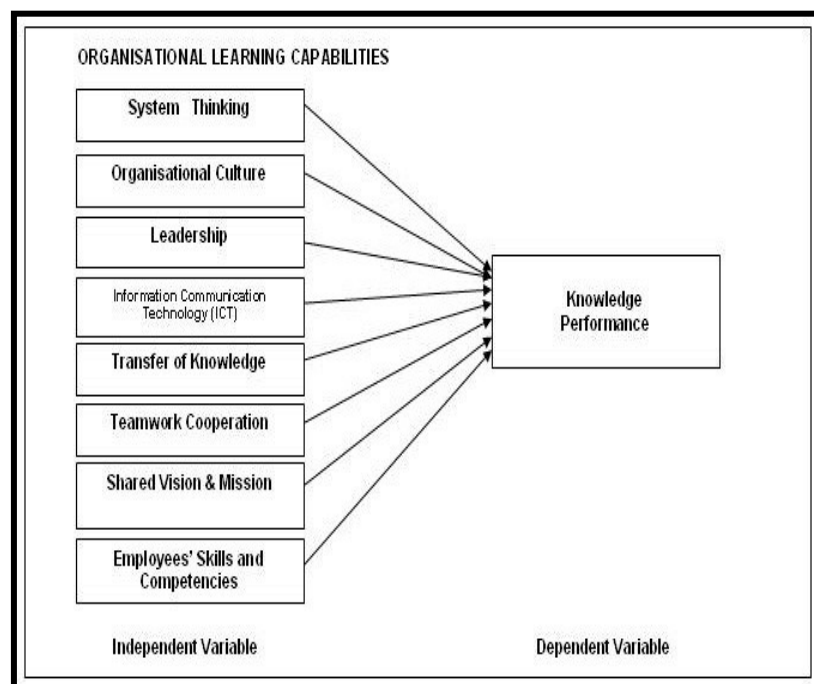 ORGANISATIONAL LEARNING CAPABILITIES
System Thinking
Organisational Culture
Leadership
Information Communication
Technology (ICT)
Transfer of Knowledge
Teamwork Cooperation
Shared Vision & Mission
Employees' Skills and
Competencies
Knowledge
Performance
Independent Variable
Dependent Variable